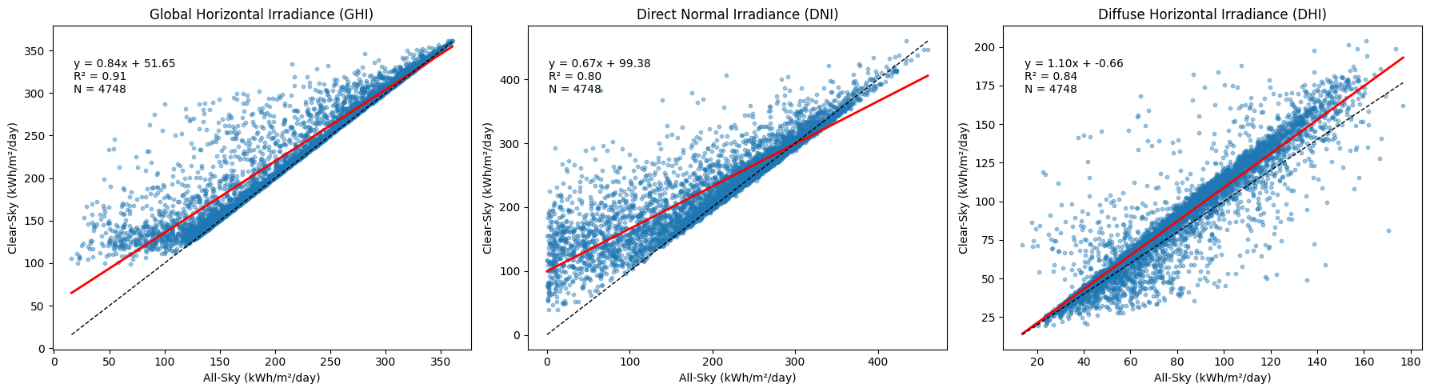 Global Horizontal Irradiance (GHI)
y = 0.84x + 51.65
R² = 0.91
N = 4748
Clear-Sky (kWh/m²/day)
350
300
250
200
150
100
50
0
0 50 100 150 200 250 300 350
All-Sky (kWh/m²/day)
Direct Normal Irradiance (DNI)
y = 0.67x + 99.38
R² = 0.80
N = 4748
Clear-Sky (kWh/m²/day)
400
300
200
100
0
0 100 200 300 400
All-Sky (kWh/m²/day)
Diffuse Horizontal Irradiance (DHI)
y = 1.10x + -0.66
R² = 0.84
N = 4748
Clear-Sky (kWh/m²/day)
200
175
150
125
100
75
50
25
20 40 60 80 100 120 140 160 180
All-Sky (kWh/m²/day)